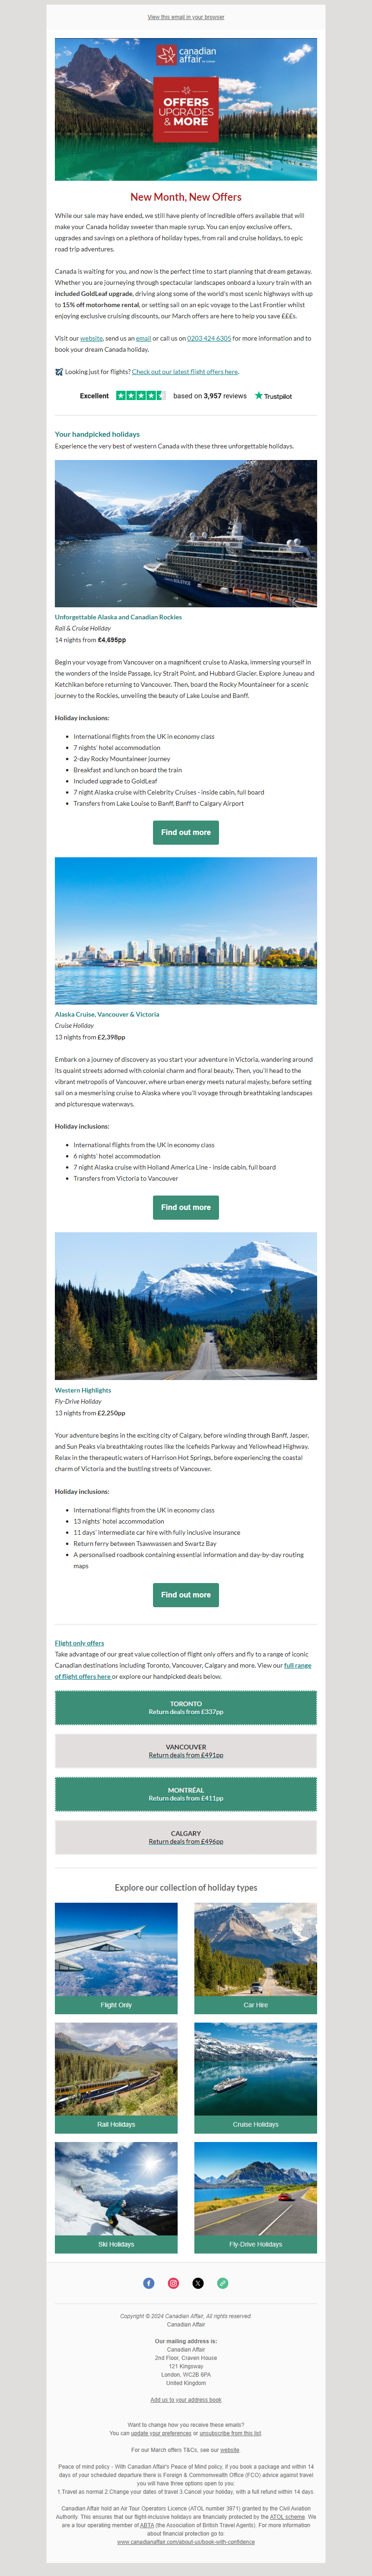 View this email in your browser
canadian
affair
OFFERS
UPGRADES
& MORE
New Month, New Offers
While our sale may have ended, we still have plenty of incredible offers available that will
make your Canada holiday sweeter than maple syrup. You can enjoy exclusive offers,
upgrades and savings on a plethora of holiday types, from rail and cruise holidays, to epic
road trip adventures.
Canada is waiting for you, and now is the perfect time to start planning that dream getaway.
Whether you are journeying through spectacular landscapes onboard a luxury train with an
included GoldLeaf upgrade, driving along some of the world's most scenic highways with up
to 15% off motorhome rental, or setting sail on an epic voyage to the Last Frontier whilst
enjoying exclusive cruising discounts, our March offers are here to help you save £££s.
Visit our website, send us an email or call us on 0203 424 6305 for more information and to
book your dream Canada holiday.
Looking just for flights? Check out our latest flight offers here.
Excellent based on 3,957 reviews Trustpilot
Your handpicked holidays
Experience the very best of western Canada with these three unforgettable holidays.
Unforgettable Alaska and Canadian Rockies
Rail & Cruise Holiday
14 nights from £4,695pp
Begin your voyage from Vancouver on a magnificent cruise to Alaska, immersing yourself in
the wonders of the Inside Passage, Icy Strait Point, and Hubbard Glacier. Explore Juneau and
Ketchikan before returning to Vancouver. Then, board the Rocky Mountaineer for a scenic
journey to the Rockies, unveiling the beauty of Lake Louise and Banff.
Holiday inclusions:
• International flights from the UK in economy class
• 7 nights' hotel accommodation
• 2-day Rocky Mountaineer journey
• Breakfast and lunch on board the train
• Included upgrade to GoldLeaf
• 7 night Alaska cruise with Celebrity Cruises - inside cabin, full board
• Transfers from Lake Louise to Banff, Banff to Calgary Airport
Find out more
Alaska Cruise, Vancouver & Victoria
Cruise Holiday
13 nights from £2,398pp
Embark on a journey of discovery as you start your adventure in Victoria, wandering around
its quaint streets adorned with colonial charm and floral beauty. Then, you'll head to the
vibrant metropolis of Vancouver, where urban energy meets natural majesty, before setting
sail on a mesmerising cruise to Alaska where you'll voyage through breathtaking landscapes
and picturesque waterways.
Holiday inclusions:
• International flights from the UK in economy class
• 6 nights' hotel accommodation
• 7 night Alaska cruise with Holland America Line - inside cabin, full board
• Transfers from Victoria to Vancouver
Find out more
Western Highlights
Fly-Drive Holiday
13 nights from £2,250pp
Your adventure begins in the exciting city of Calgary, before winding through Banff, Jasper,
and Sun Peaks via breathtaking routes like the Icefields Parkway and Yellowhead Highway.
Relax in the therapeutic waters of Harrison Hot Springs, before experiencing the coastal
charm of Victoria and the bustling streets of Vancouver.
Holiday inclusions:
• International flights from the UK in economy class
• 13 nights' hotel accommodation
• 11 days' intermediate car hire with fully inclusive insurance
• Return ferry between Tsawwassen and Swartz Bay
• A personalised roadbook containing essential information and day-by-day routing
maps
Find out more
Flight only offers
Take advantage of our great value collection of flight only offers and fly to a range of iconic
Canadian destinations including Toronto, Vancouver, Calgary and more. View our full range
of flight offers here or explore our handpicked deals below.
TORONTO
Return deals from £337pp
VANCOUVER
Return deals from £491pp
MONTRÉAL
Return deals from £411pp
CALGARY
Return deals from £496pp
Explore our collection of holiday types
Flight Only
Car Hire
Rail Holidays
Cruise Holidays
Ski Holidays
Fly-Drive Holidays
Copyright © 2024 Canadian Affair, All rights reserved.
Canadian Affair
Our mailing address is:
Canadian Affair
2nd Floor, Craven House
121 Kingsway
London, WC2B 6PA
United Kingdom
Add us to your address book
Want to change how you receive these emails?
You can update your preferences or unsubscribe from this list.
For our March offers T&Cs, see our website.
Peace of mind policy - With Canadian Affair's Peace of Mind policy, if you book a package and within 14
days of your scheduled departure there is Foreign & Commonwealth Office (FCO) advice against travel
you will have three options open to you:
1.Travel as normal 2.Change your dates of travel 3.Cancel your holiday, with a full refund within 14 days.
Canadian Affair hold an Air Tour Operators Licence (ATOL number 3971) granted by the Civil Aviation
Authority. This ensures that our flight-inclusive holidays are financially protected by the ATOL scheme. We
are a tour operating member of ABTA (the Association of British Travel Agents). For more information
about financial protection go to:
www.canadianaffair.com/about-us/book-with-confidence